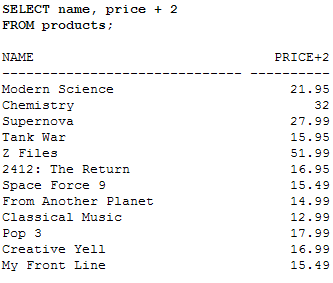 SELECT name, price + 2
FROM products;
NAME PRICE+2
------------------------------ ----------
Modern Science 21.95
Chemistry 32
Supernova 27.99
Tank War 15.95
Z Files 51.99
2412: The Return 16.95
Space Force 9 15.49
From Another Planet 14.99
Classical Music 12.99
Pop 3 17.99
Creative Yell 16.99
My Front Line 15.49